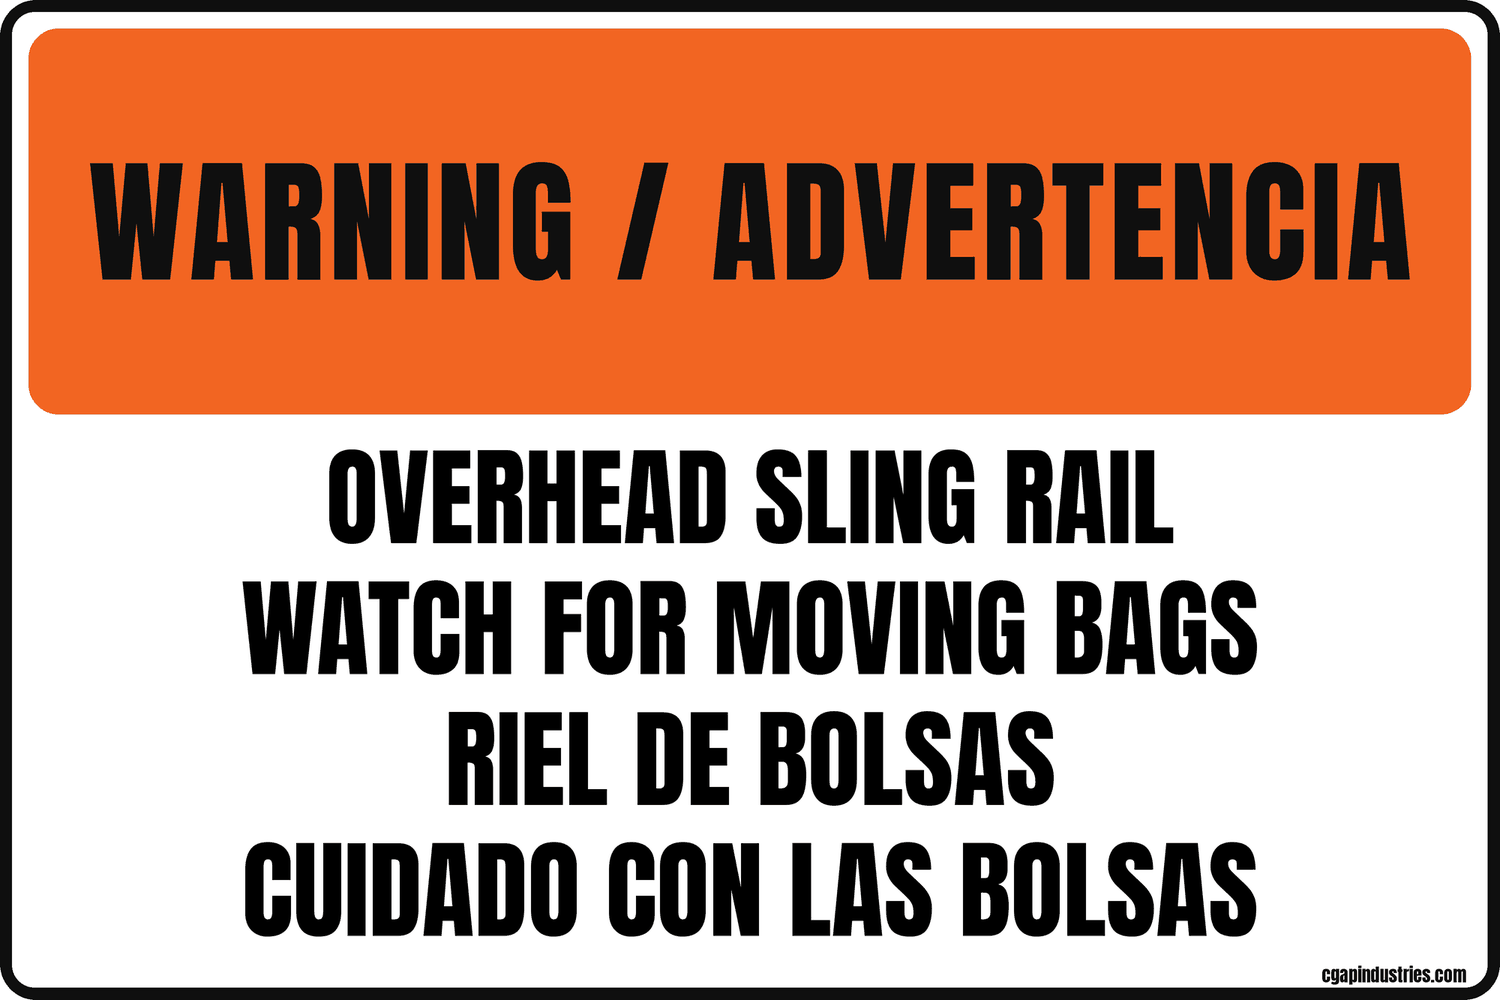 WARNING / ADVERTENCIA
OVERHEAD SLING RAIL
WATCH FOR MOVING BAGS
RIEL DE BOLSAS
CUIDADO CON LAS BOLSAS
cgapindustries.com